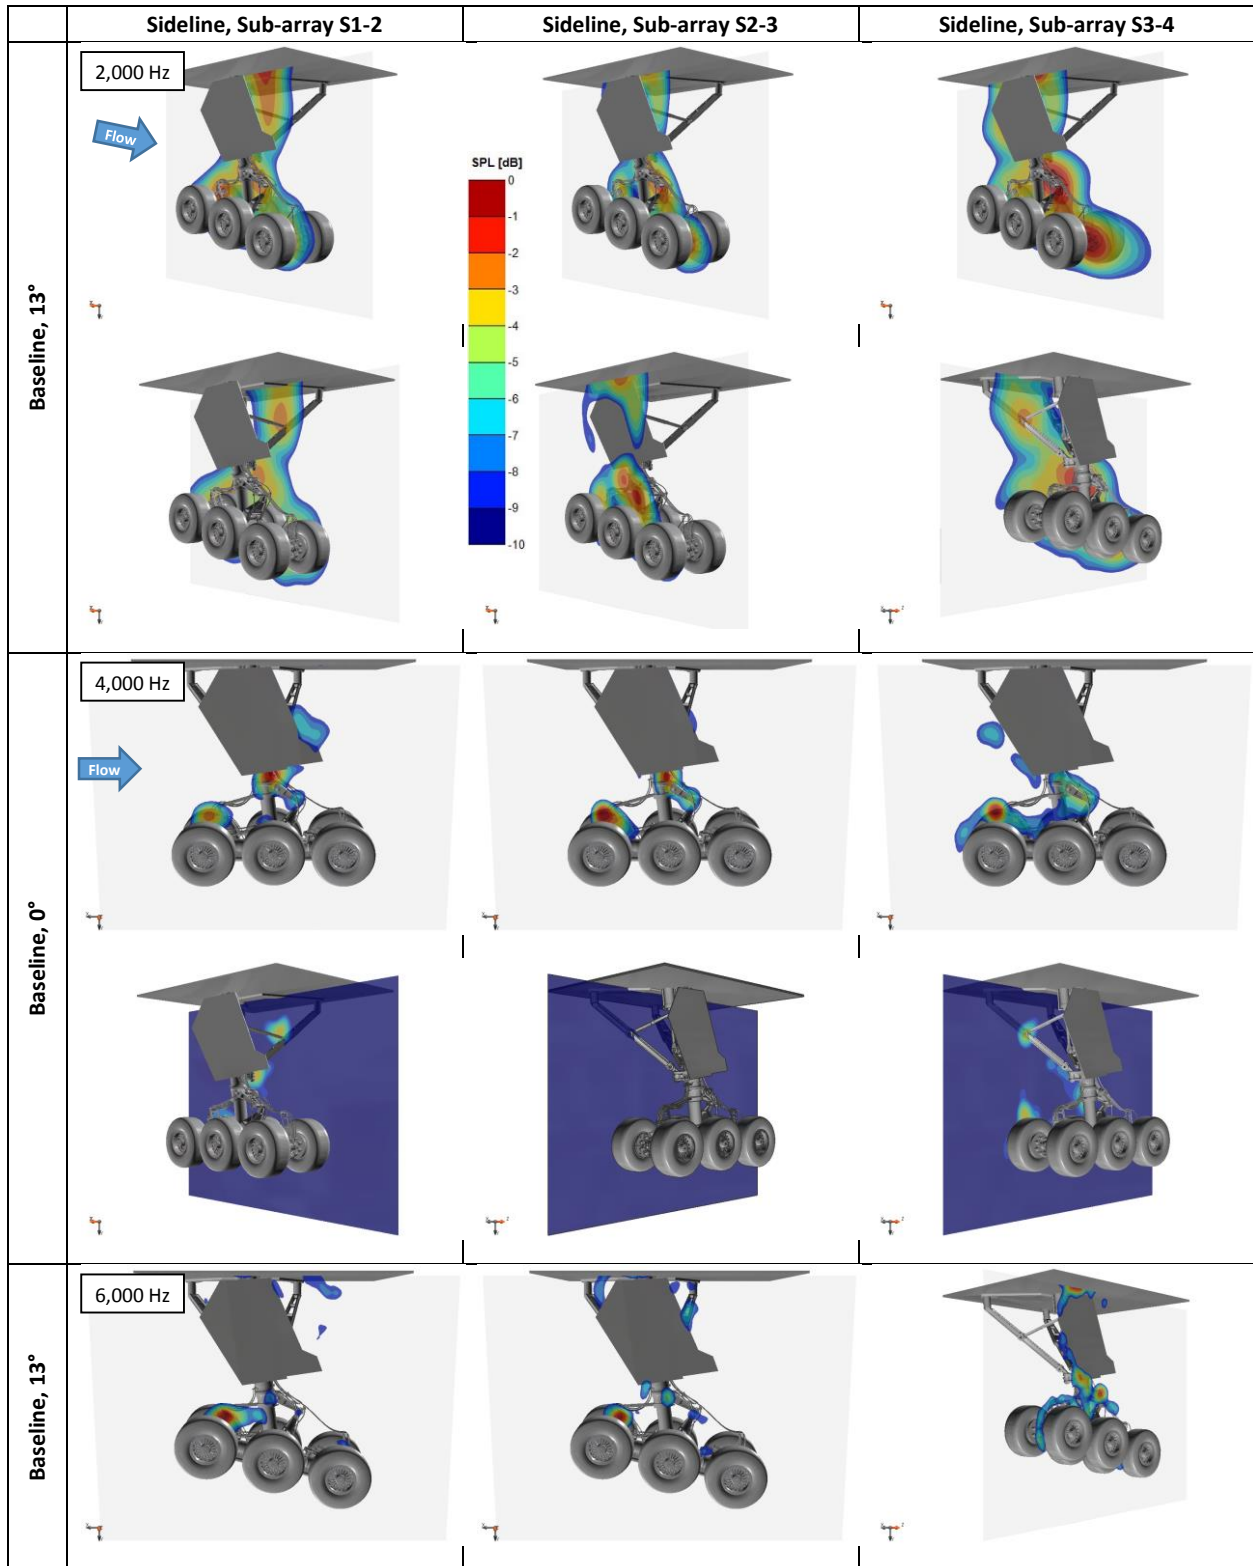 Sideline, Sub-array S1-2
Sideline, Sub-array S2-3
Sideline, Sub-array S3-4
Baseline, 13°
2,000 Hz
Flow
SPL [dB]
0
-1
-2
-3
-4
-5
-6
-7
-8
-9
-10
Baseline, 0°
4,000 Hz
Flow
Baseline, 13°
6,000 Hz